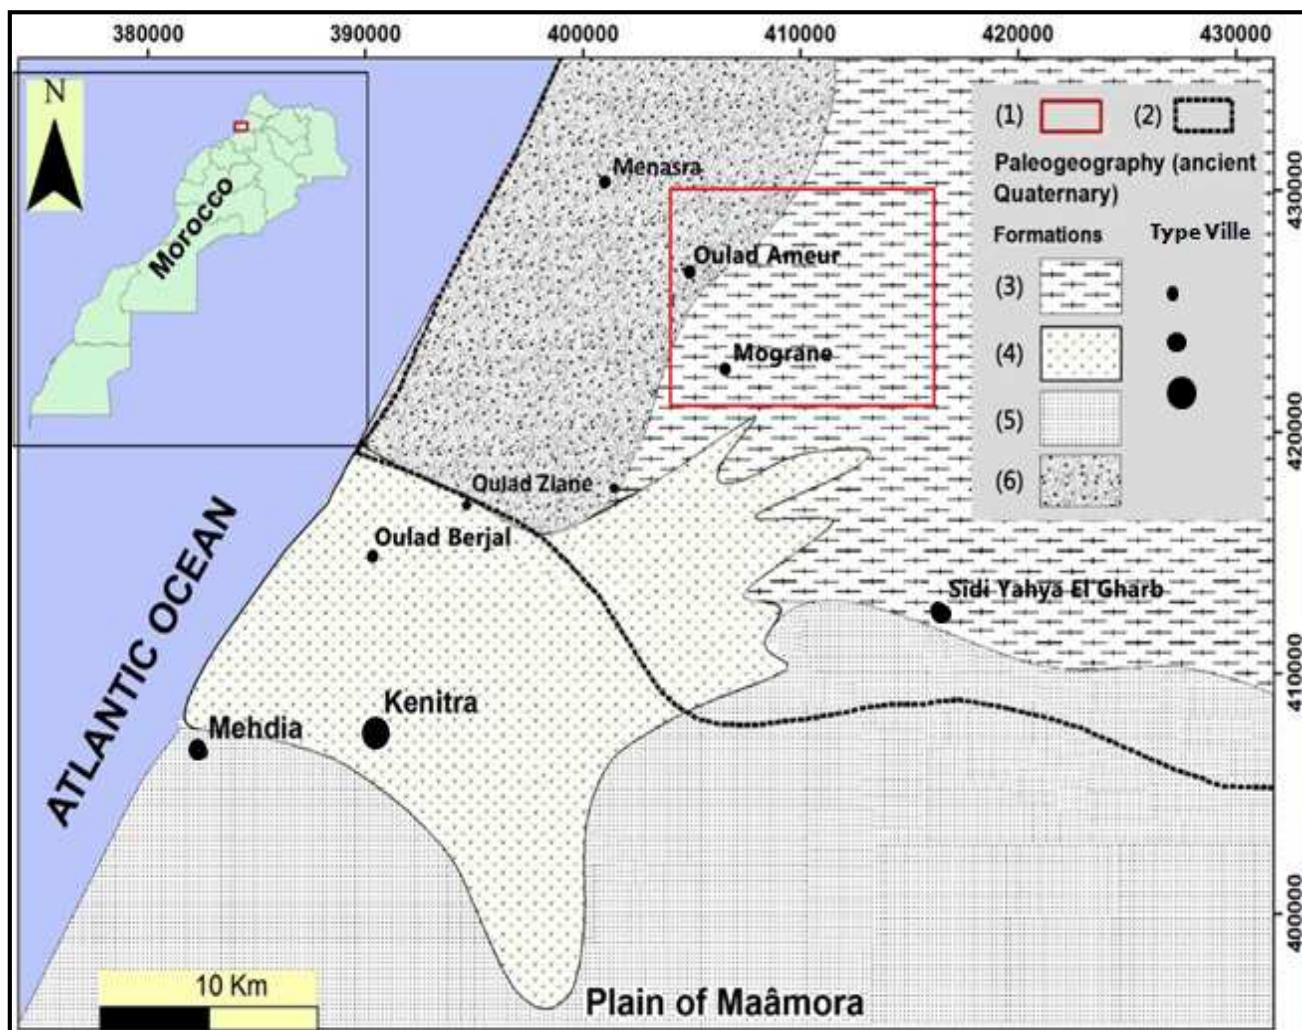 380000 390000 400000 410000 420000 430000
N
Morocco
(1) (2)
Paleogeography (ancient
Quaternary)
Formations Type Ville
(3)
(4)
(5)
(6)
Menasra
Oulad Ameur
Mograne
Oulad Ziane
Oulad Berjal
Sidi Yahya El Gharb
Kenitra
Mehdia
ATLANTIC OCEAN
10 Km
Plain of Maâmora
430000
420000
410000
400000